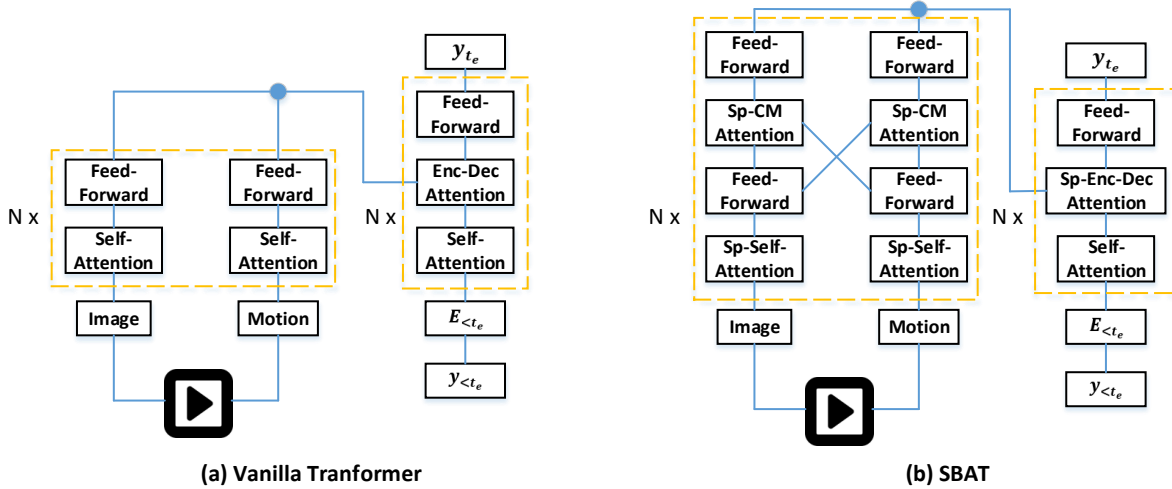 y_{t_e}
Feed-
Forward
Enc-Dec
Attention
Self-
Attention
N x
E_{<t_e}
y_{<t_e}
Feed-
Forward
Feed-
Forward
N x
Self-
Attention
Self-
Attention
Image
Motion
(a) Vanilla Tranformer
Feed-
Forward
Feed-
Forward
Sp-CM
Attention
Sp-CM
Attention
Feed-
Forward
Feed-
Forward
N x
Sp-Self-
Attention
Sp-Self-
Attention
Image
Motion
y_{t_e}
Feed-
Forward
Sp-Enc-Dec
Attention
N x
Self-
Attention
E_{<t_e}
y_{<t_e}
(b) SBAT